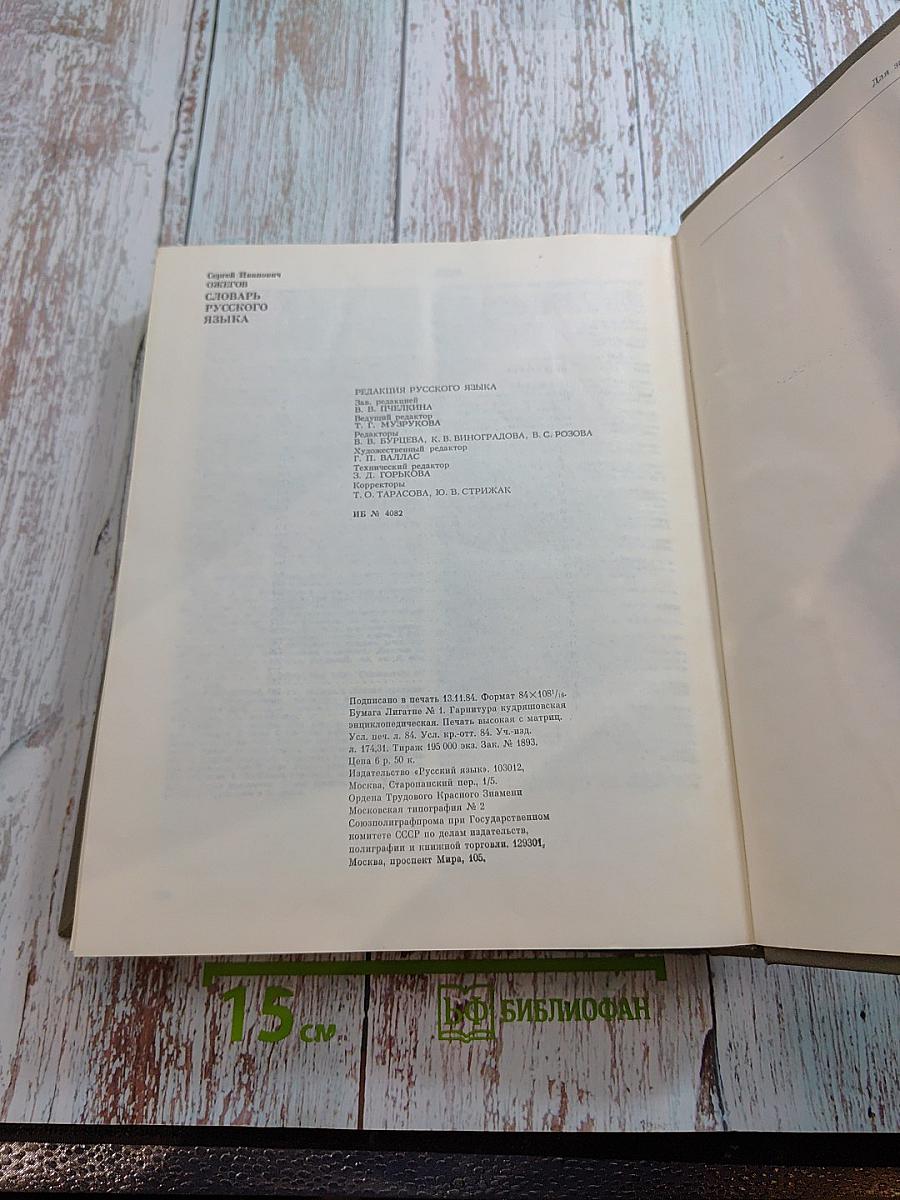 Сергей Иванович
ОЖЕГОВ
СЛОВАРЬ
РУССКОГО
ЯЗЫКА
РЕДАКЦИЯ РУССКОГО ЯЗЫКА
Зав. редакцией
В. В. ПЧЕЛКИНА
Ведущий редактор
Т. Г. МУЗРУКОВА
Редакторы
В. В. БУРЦЕВА, К. В. ВИНОГРАДОВА, В. С. РОЗОВА
Художественный редактор
Г. П. ВАЛЛАС
Технический редактор
З. Д. ГОРЬКОВА
Корректоры
Т. О. ТАРАСОВА, Ю. В. СТРИЖАК
ИБ № 4082
Подписано в печать 13.11.84. Формат 84×108¹/₁₆.
Бумага Лигатне № 1. Гарнитура кудряшовская
энциклопедическая. Печать высокая с матриц.
Усл. печ. л. 84. Усл. кр.-отт. 84. Уч.-изд.
л. 174,31. Тираж 195 000 экз. Зак. № 1893.
Цена 6 р. 50 к.
Издательство «Русский язык». 103012,
Москва, Старопанский пер., 1/5.
Ордена Трудового Красного Знамени
Московская типография № 2
Союзполиграфпрома при Государственном
комитете СССР по делам издательств,
полиграфии и книжной торговли. 129301,
Москва, проспект Мира, 105.
Для
15 см
БФ БИБЛИОФАН